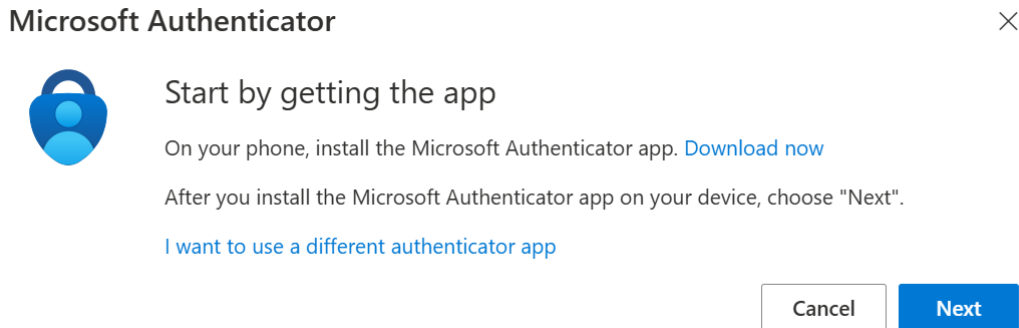 Microsoft Authenticator
Start by getting the app
On your phone, install the Microsoft Authenticator app. Download now
After you install the Microsoft Authenticator app on your device, choose "Next".
I want to use a different authenticator app
Cancel
Next